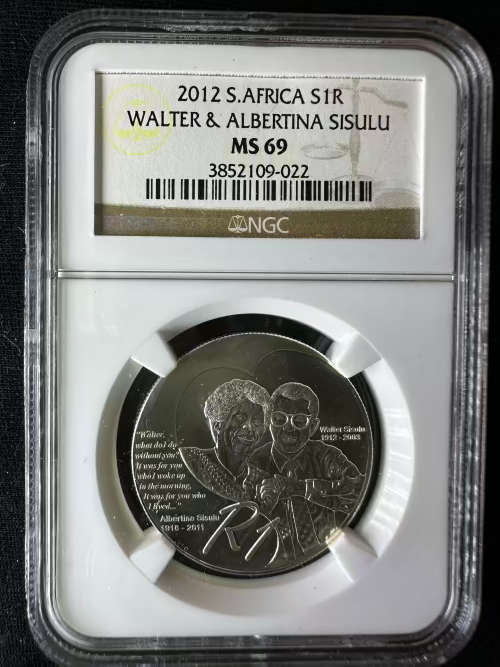 2012 S.AFRICA S1R
WALTER & ALBERTINA SISULU
MS 69
3852109-022
NGC
"Walter,
what do I do
without you?
It was for you
who I woke up
in the morning,
It was for you who
I lived..."
Albertina Sisulu
1918 - 2011
Walter Sisulu
1912 - 2003
R1